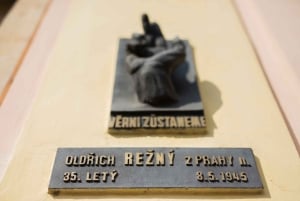 VĚRNI ZŮSTANEME
OLDŘICH REŽNÝ Z PRAHY II.
35. LETÝ 8.5.1945